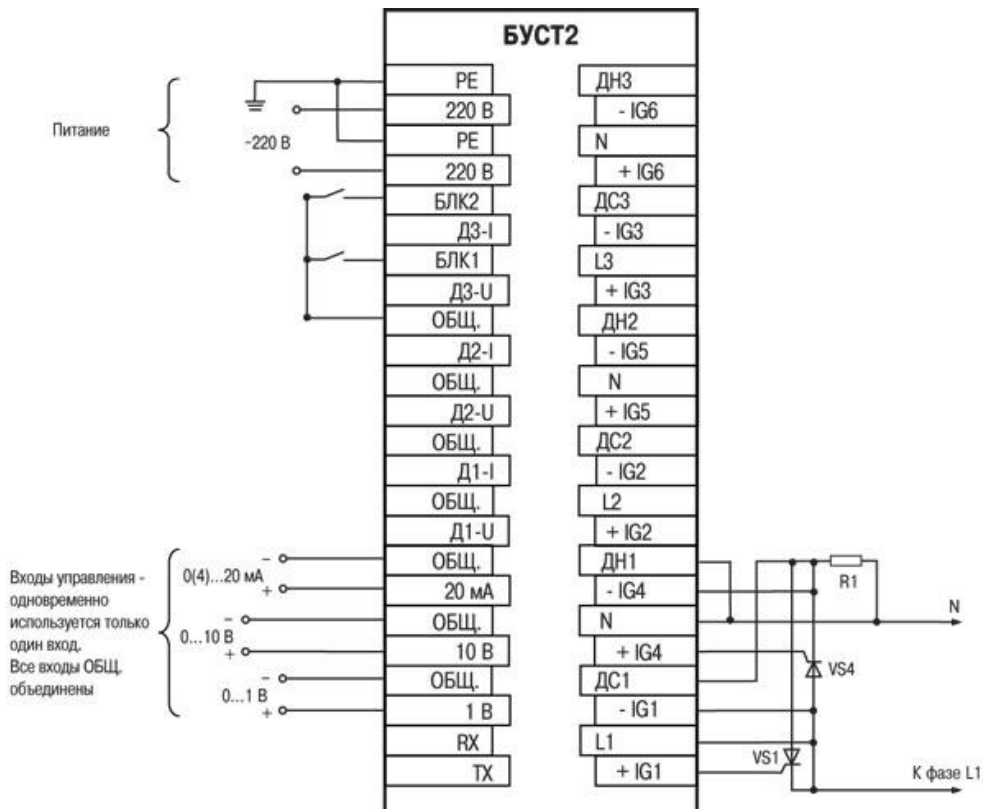 БУСТ2
PE
220 В
PE
220 В
БЛК2
Д3-I
БЛК1
Д3-U
ОБЩ.
Д2-I
ОБЩ.
Д2-U
ОБЩ.
Д1-I
ОБЩ.
Д1-U
ОБЩ.
20 мА
ОБЩ.
10 В
ОБЩ.
1 В
RX
TX
ДН3
- IG6
N
+ IG6
ДС3
- IG3
L3
+ IG3
ДН2
- IG5
N
+ IG5
ДС2
- IG2
L2
+ IG2
ДН1
- IG4
N
+ IG4
ДС1
- IG1
L1
+ IG1
Питание
~220 В
Входы управления -
одновременно
используется только
один вход.
Все входы ОБЩ.
объединены
-
0(4)...20 мА
+
-
0...10 В
+
-
0...1 В
+
R1
N
VS4
VS1
К фазе L1